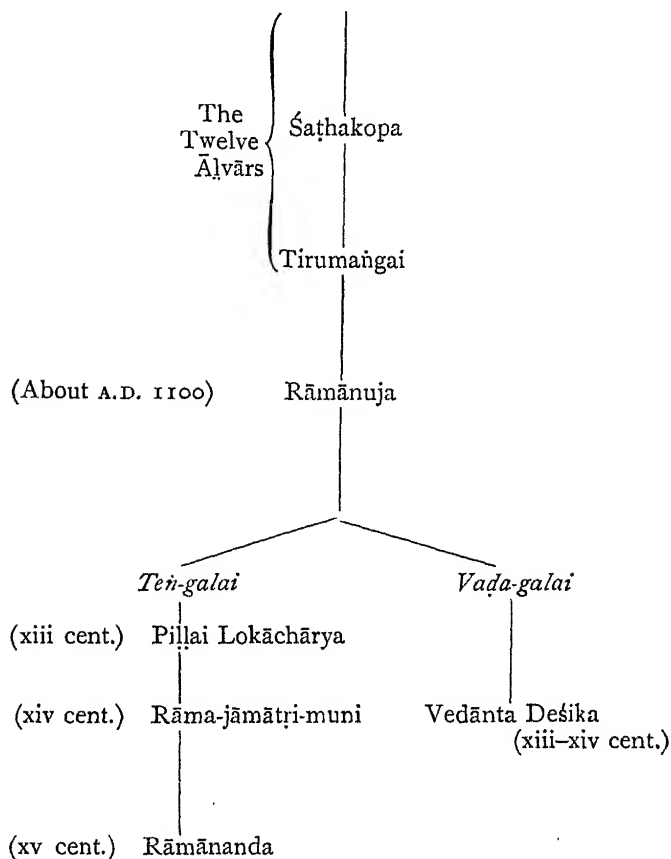 The
Twelve
Āḷvārs
Śaṭhakopa
Tirumaṅgai
(About A.D. 1100) Rāmānuja
Teṅ-galai Vaḍa-galai
(xiii cent.) Piḷḷai Lokāchārya
(xiv cent.) Rāma-jāmātṛi-muni Vedānta Deśika
(xiii–xiv cent.)
(xv cent.) Rāmānanda